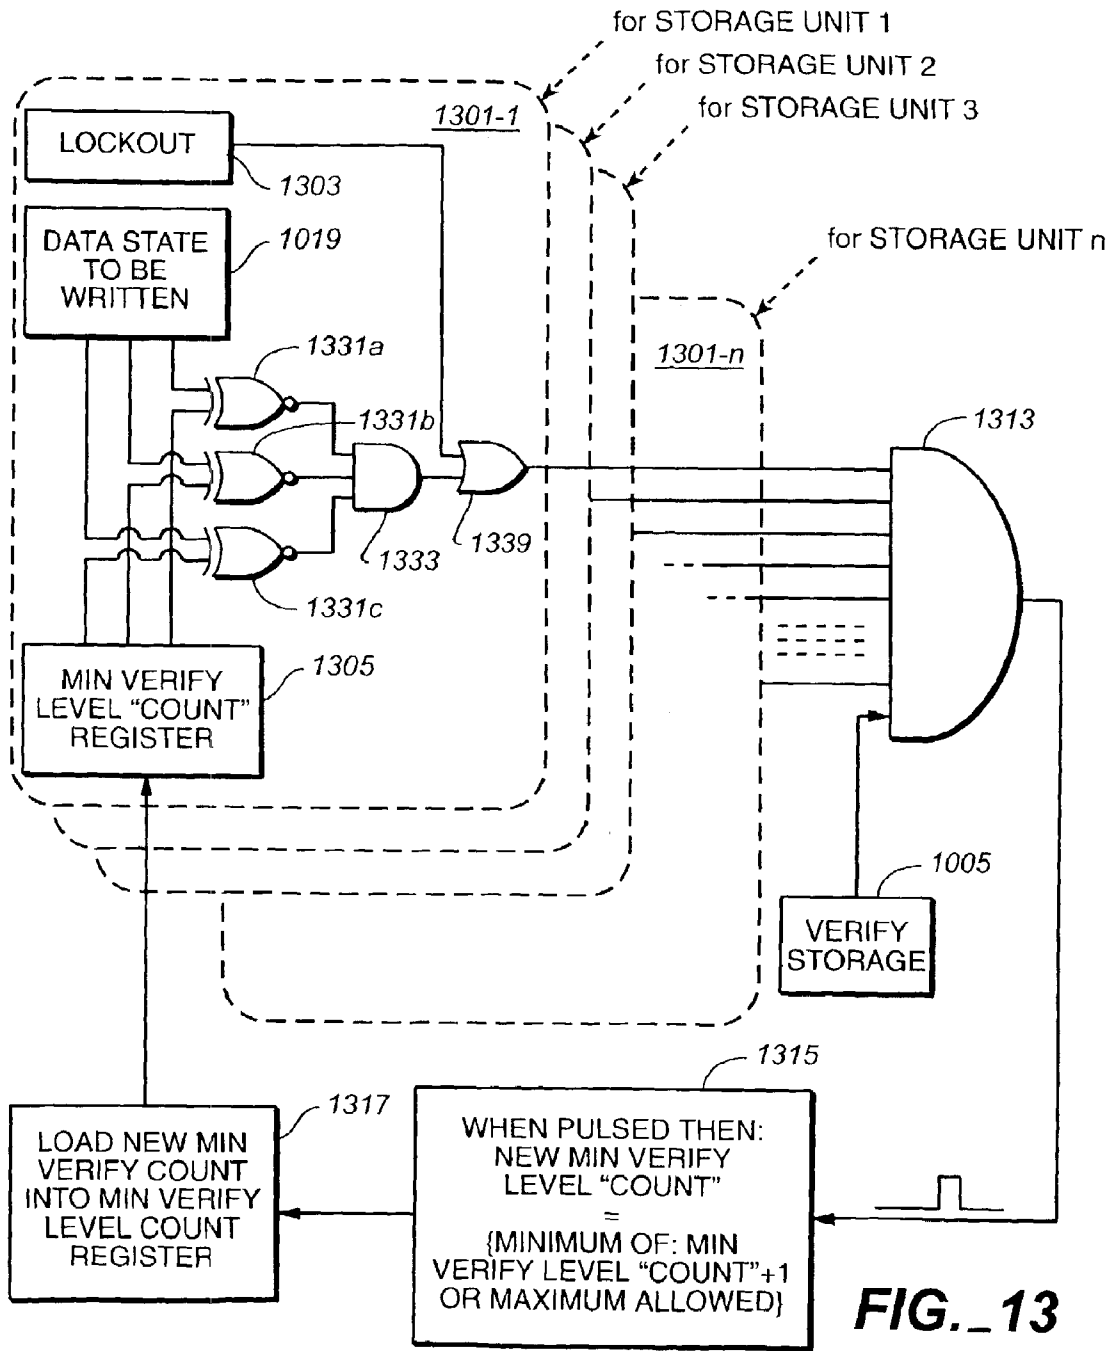 for STORAGE UNIT 1
for STORAGE UNIT 2
for STORAGE UNIT 3
for STORAGE UNIT n
1301-1
LOCKOUT
1303
DATA STATE
TO BE
WRITTEN
1019
1331a
1331b
1331c
1333
1339
1301-n
1313
MIN VERIFY
LEVEL “COUNT”
REGISTER
1305
1005
VERIFY
STORAGE
1315
WHEN PULSED THEN:
NEW MIN VERIFY
LEVEL “COUNT”
=
{MINIMUM OF: MIN
VERIFY LEVEL “COUNT”+1
OR MAXIMUM ALLOWED}
1317
LOAD NEW MIN
VERIFY COUNT
INTO MIN VERIFY
LEVEL COUNT
REGISTER
FIG._13